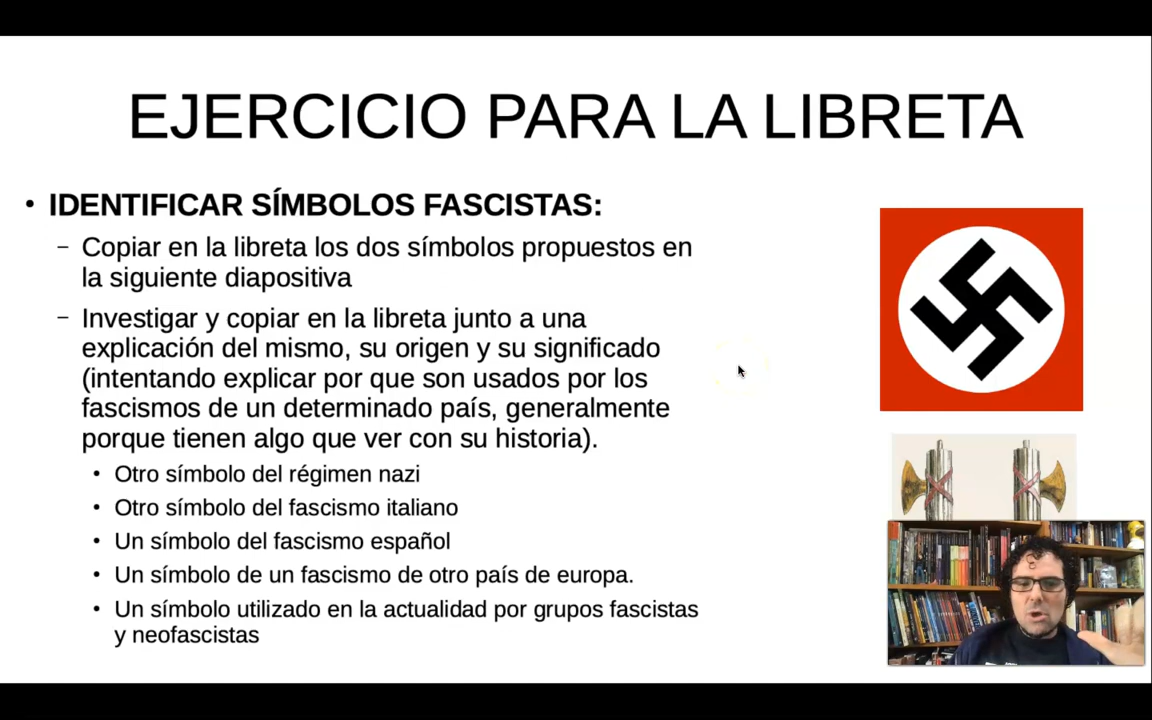 EJERCICIO PARA LA LIBRETA
• IDENTIFICAR SÍMBOLOS FASCISTAS:
– Copiar en la libreta los dos símbolos propuestos en
la siguiente diapositiva
– Investigar y copiar en la libreta junto a una
explicación del mismo, su origen y su significado
(intentando explicar por que son usados por los
fascismos de un determinado país, generalmente
porque tienen algo que ver con su historia).
• Otro símbolo del régimen nazi
• Otro símbolo del fascismo italiano
• Un símbolo del fascismo español
• Un símbolo de un fascismo de otro país de europa.
• Un símbolo utilizado en la actualidad por grupos fascistas
y neofascistas